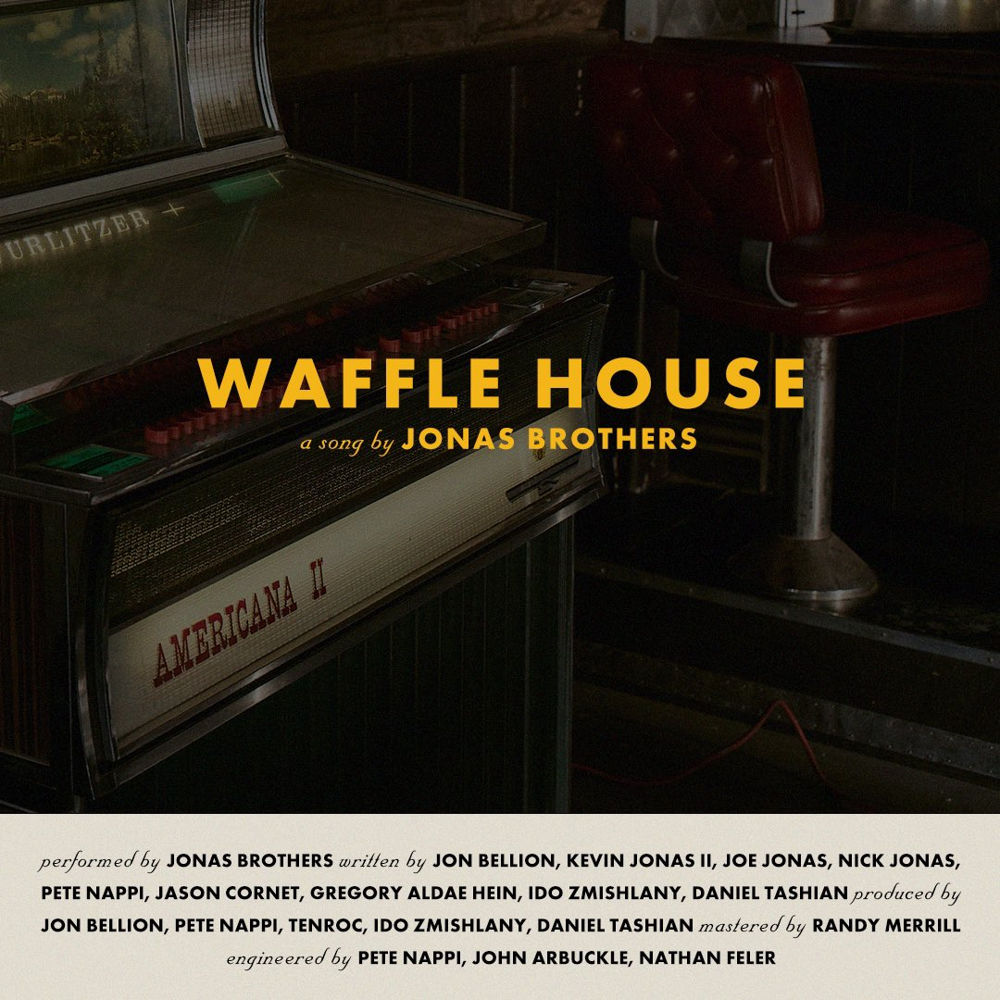 WURLITZER +
WAFFLE HOUSE
a song by JONAS BROTHERS
AMERICANA II
performed by JONAS BROTHERS written by JON BELLION, KEVIN JONAS II, JOE JONAS, NICK JONAS,
PETE NAPPI, JASON CORNET, GREGORY ALDAE HEIN, IDO ZMISHLANY, DANIEL TASHIAN produced by
JON BELLION, PETE NAPPI, TENROC, IDO ZMISHLANY, DANIEL TASHIAN mastered by RANDY MERRILL
engineered by PETE NAPPI, JOHN ARBUCKLE, NATHAN FELER